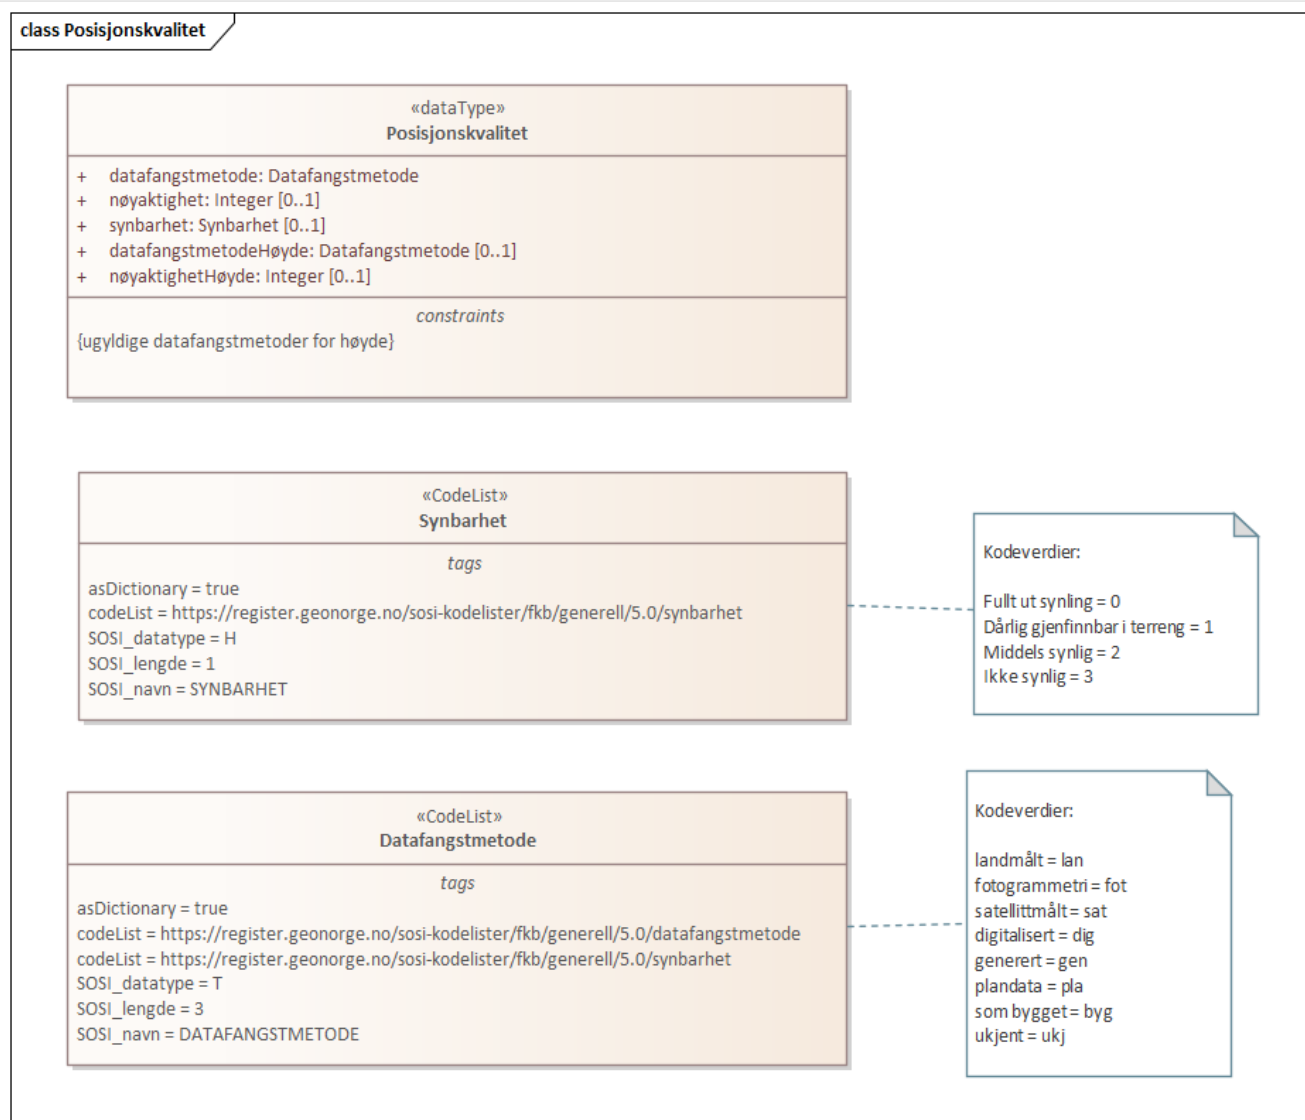 class Posisjonskvalitet
«dataType»
Posisjonskvalitet
+ datafangstmetode: Datafangstmetode
+ nøyaktighet: Integer [0..1]
+ synbarhet: Synbarhet [0..1]
+ datafangstmetodeHøyde: Datafangstmetode [0..1]
+ nøyaktighetHøyde: Integer [0..1]
constraints
{ugyldige datafangstmetoder for høyde}
«CodeList»
Synbarhet
tags
asDictionary = true
codeList = https://register.geonorge.no/sosi-kodelister/fkb/generell/5.0/synbarhet
SOSI_datatype = H
SOSI_lengde = 1
SOSI_navn = SYNBARHET
Kodeverdier:
Fullt ut synling = 0
Dårlig gjenfinnbar i terreng = 1
Middels synlig = 2
Ikke synlig = 3
«CodeList»
Datafangstmetode
tags
asDictionary = true
codeList = https://register.geonorge.no/sosi-kodelister/fkb/generell/5.0/datafangstmetode
codeList = https://register.geonorge.no/sosi-kodelister/fkb/generell/5.0/synbarhet
SOSI_datatype = T
SOSI_lengde = 3
SOSI_navn = DATAFANGSTMETODE
Kodeverdier:
landmålt = lan
fotogrammetri = fot
satellittmålt = sat
digitalisert = dig
generert = gen
plandata = pla
som bygget = byg
ukjent = ukj